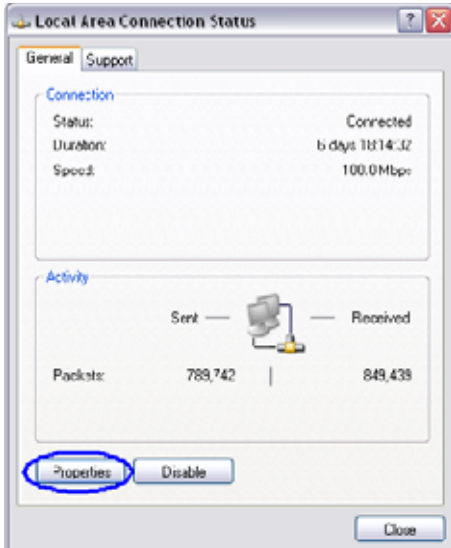 Local Area Connection Status
General Support
Connection
Status: Connected
Duration: 6 days 18:14:32
Speed: 100.0 Mbps
Activity
Sent — — Received
Packets: 789,742 | 849,439
Properties Disable
Close